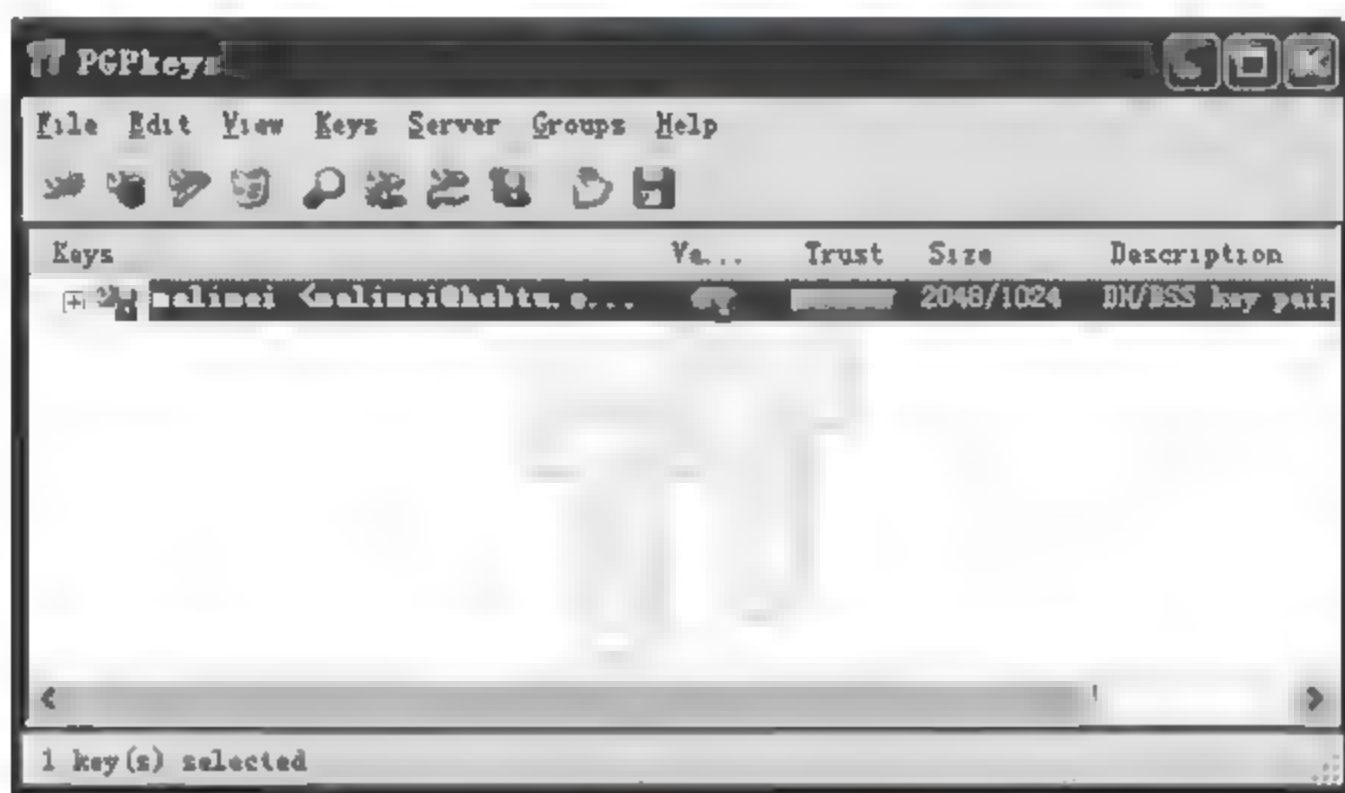 PGPkeys
File Edit View Keys Server Groups Help
Keys Va... Trust Size Description
malimei <malimei@hebtu.e... 2048/1024 DH/DSS key pair
1 key(s) selected